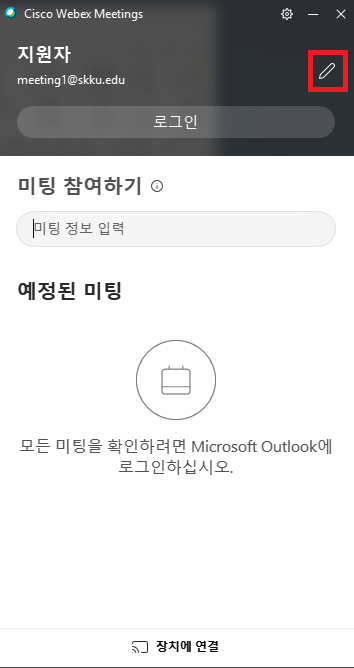 Cisco Webex Meetings
지원자
meeting1@skku.edu
로그인
미팅 참여하기
미팅 정보 입력
예정된 미팅
모든 미팅을 확인하려면 Microsoft Outlook에
로그인하십시오.
장치에 연결